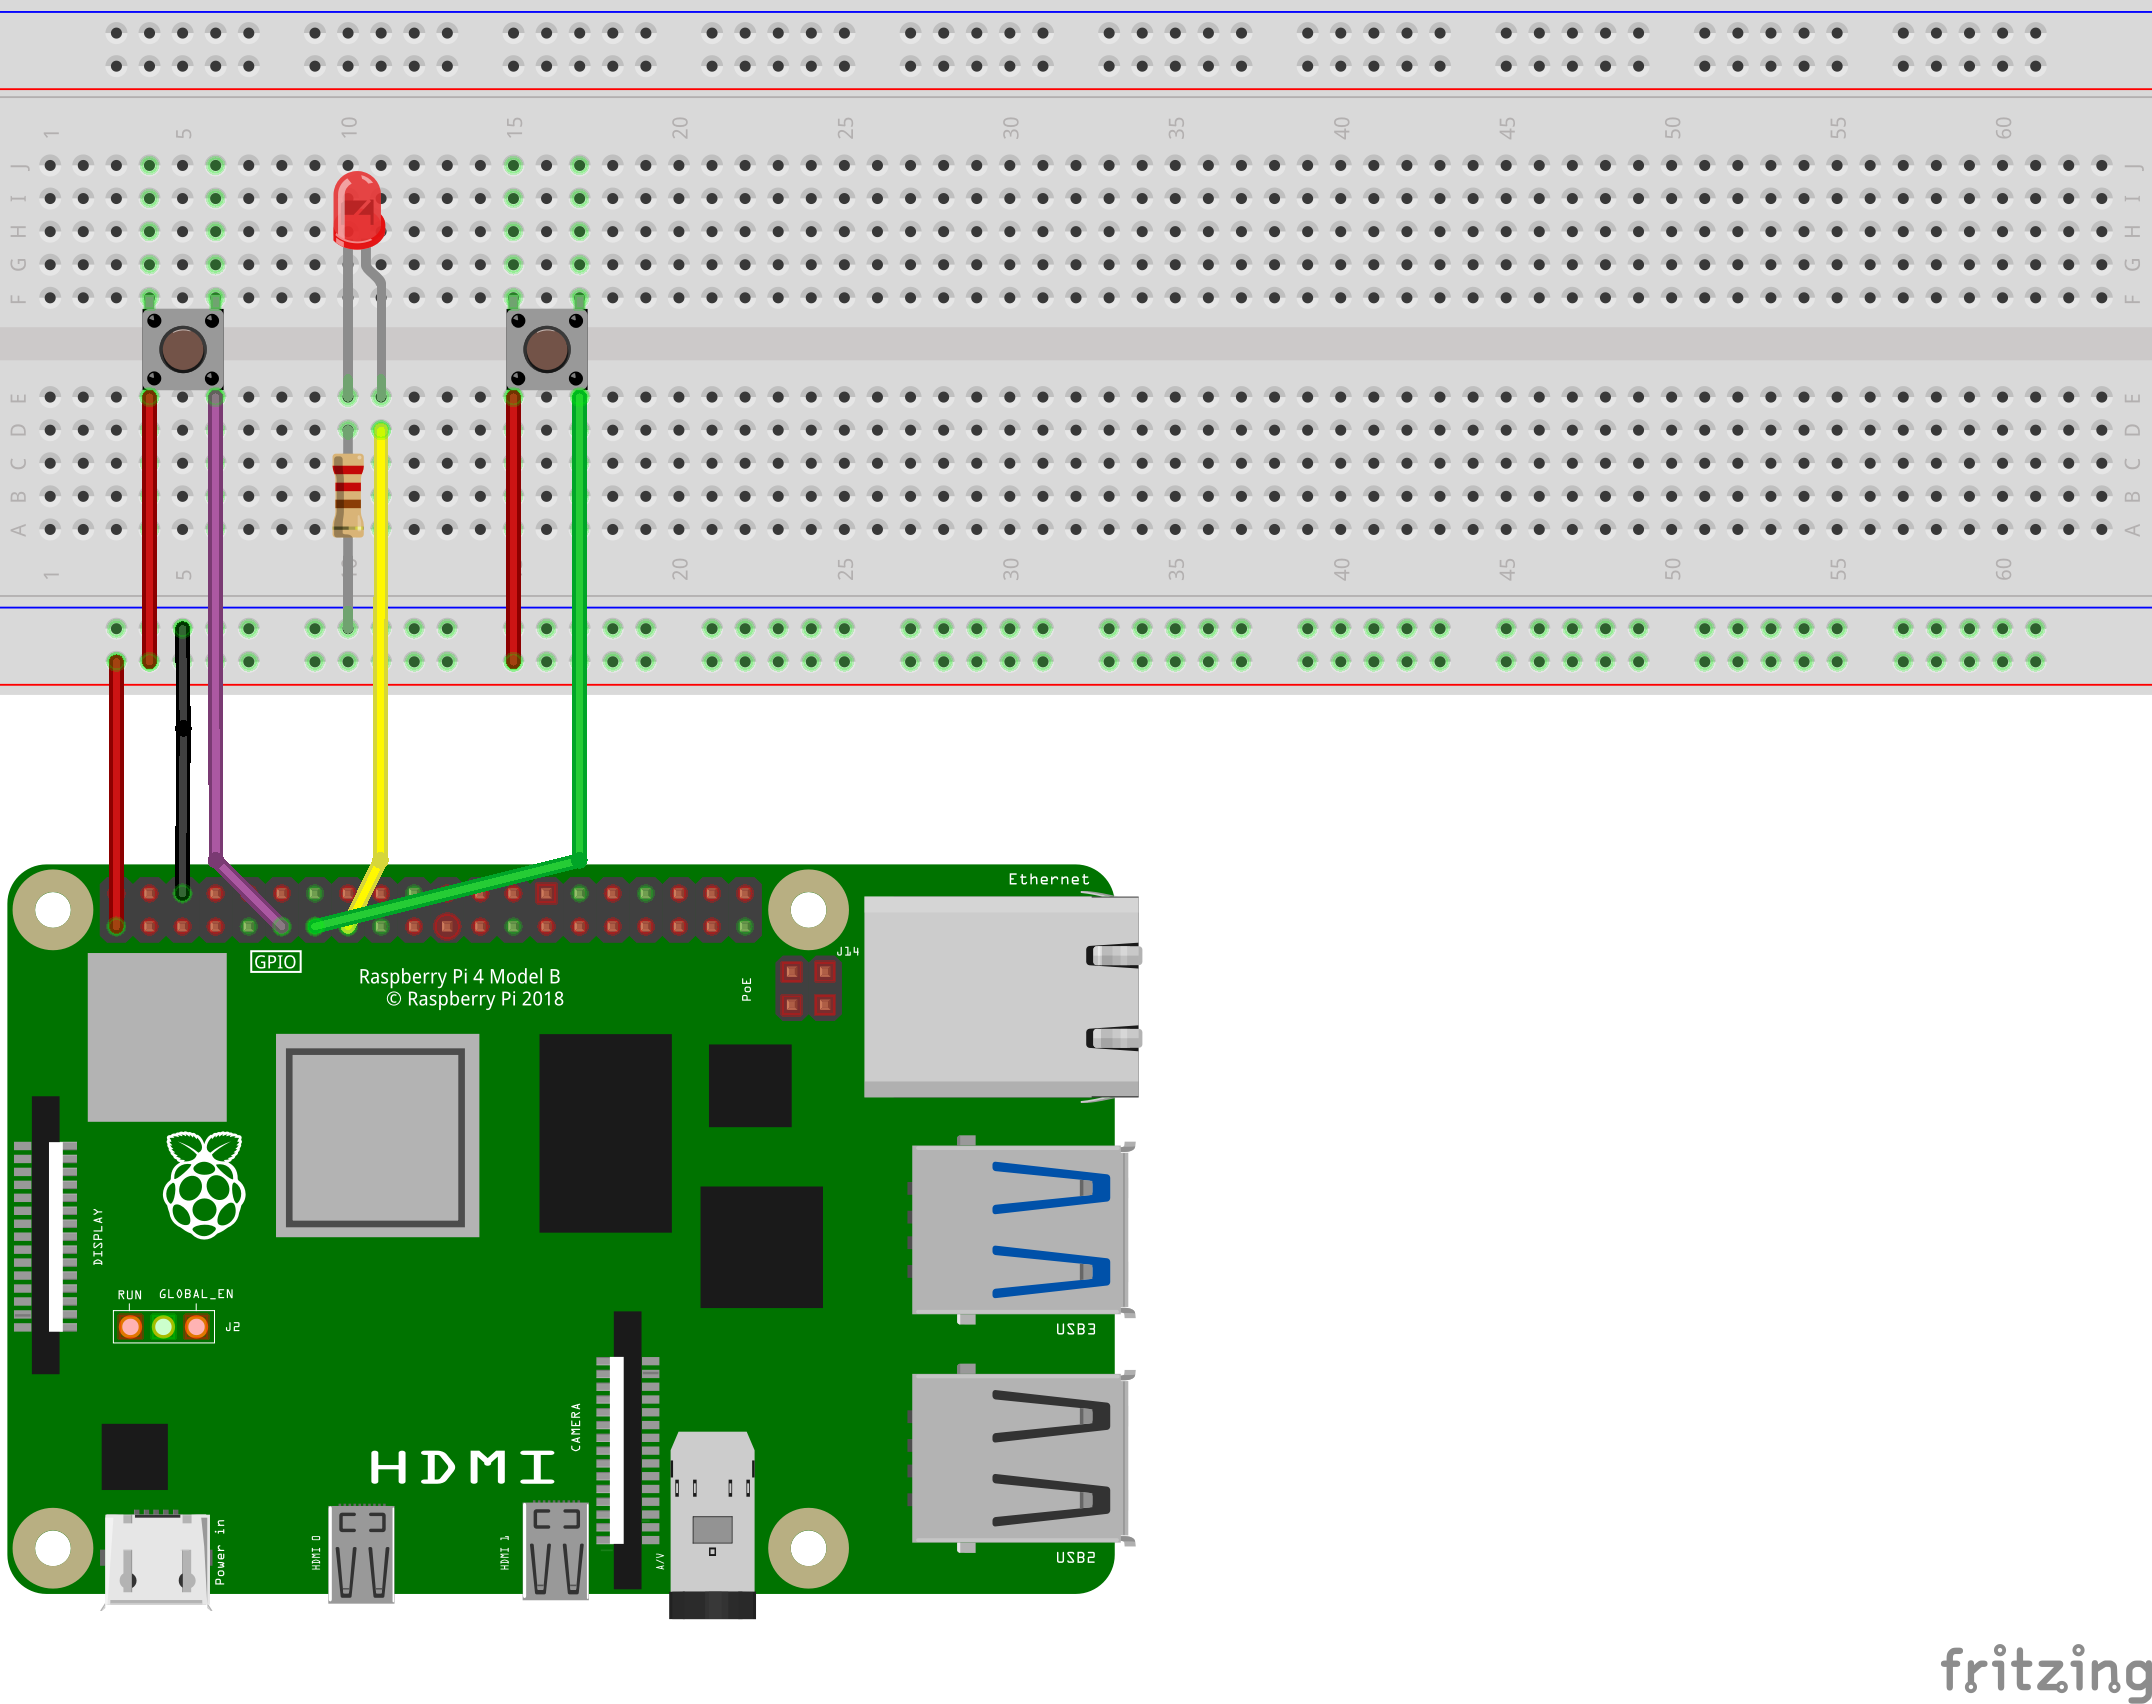 1 5 10 15 20 25 30 35 40 45 50 55 60
J J
I I
H H
G G
F F
E E
D D
C C
B B
A A
1 5 10 20 25 30 35 40 45 50 55 60
Ethernet
J14
GPIO
Raspberry Pi 4 Model B
© Raspberry Pi 2018
PoE
DISPLAY
RUN GLOBAL_EN
J2
USB3
CAMERA
HDMI
Power in
HDMI 0
HDMI 1
A/V
USB2
fritzing